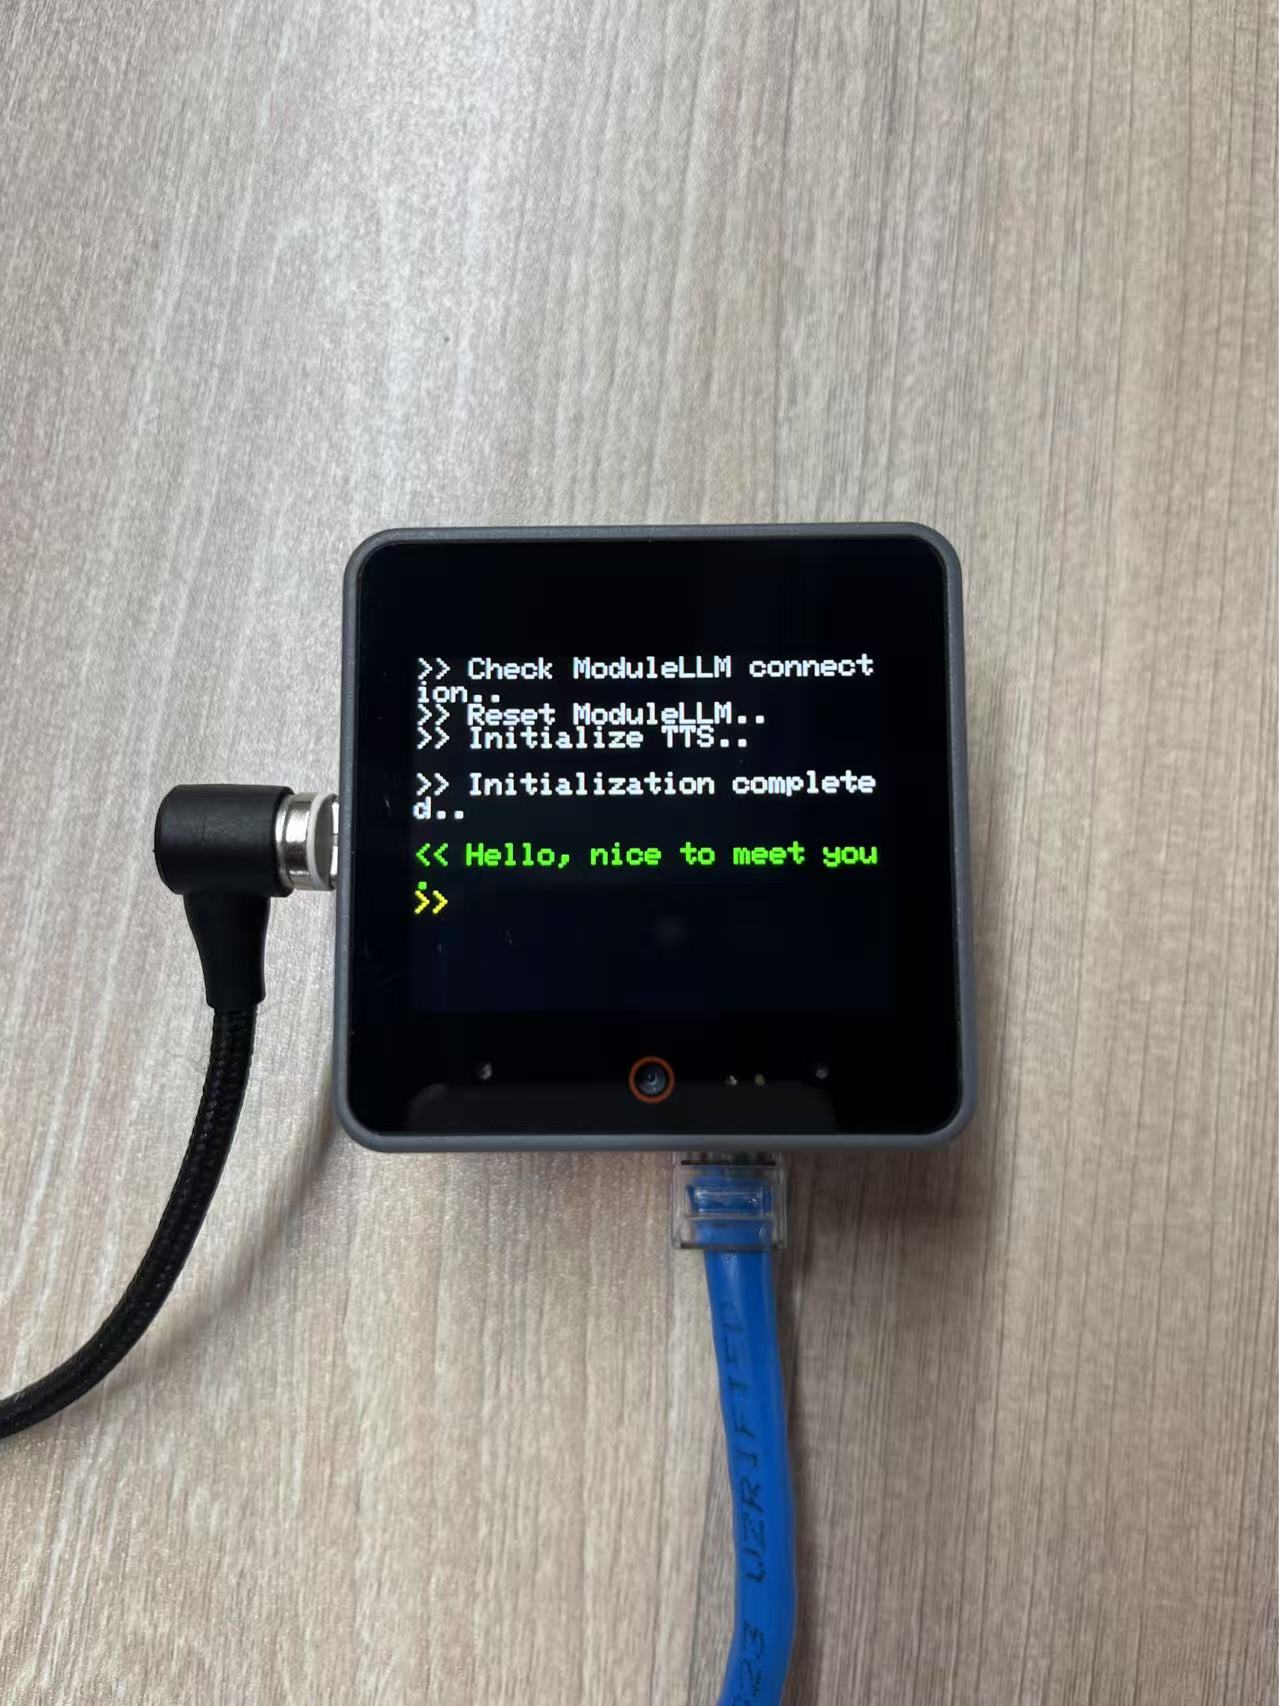 >> Check ModuleLLM connect
ion..
>> Reset ModuleLLM..
>> Initialize TTS..
>> Initialization complete
d..
<< Hello, nice to meet you
.
>>